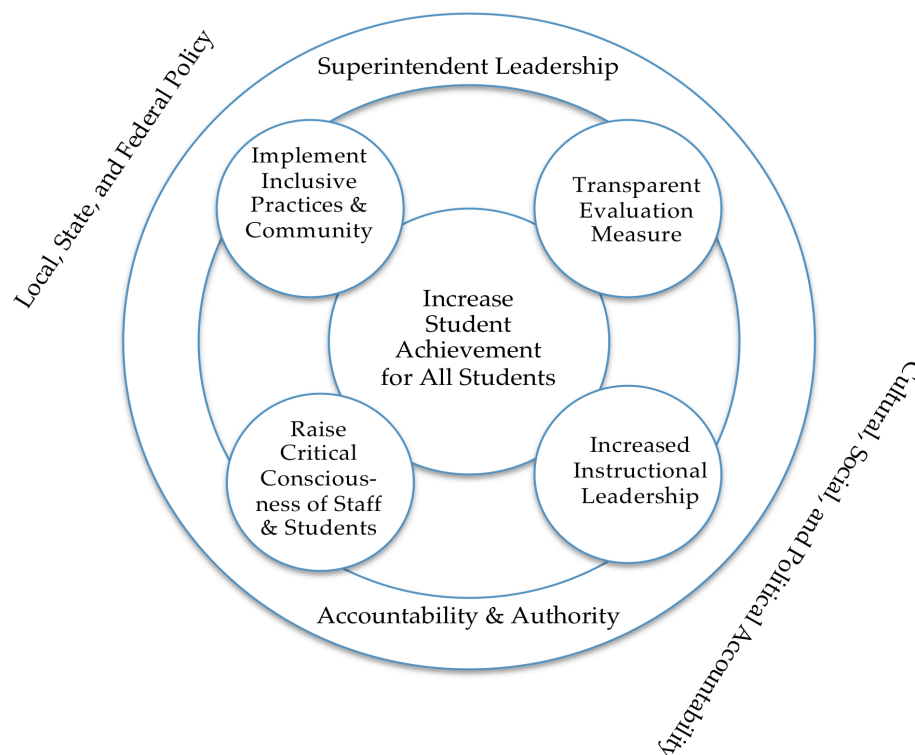 Local, State, and Federal Policy
Superintendent Leadership
Implement
Inclusive
Practices &
Community
Transparent
Evaluation
Measure
Increase
Student
Achievement
for All Students
Raise
Critical
Conscious-
ness of Staff
& Students
Increased
Instructional
Leadership
Accountability & Authority
Cultural, Social, and Political Accountability